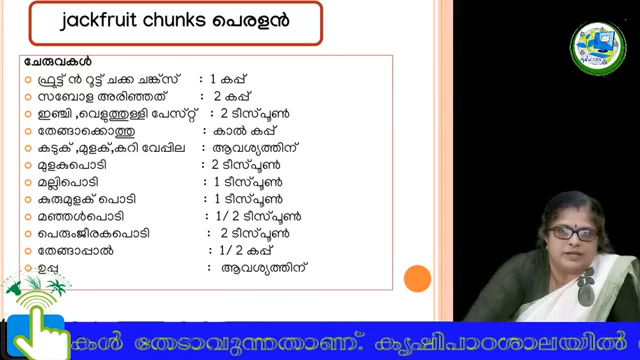 jackfruit chunks പെരളൻ
ചേരുവകൾ
ഫ്രൂട്ട് ൻ റൂട്ട് ചക്ക ചങ്ക്സ് : 1 കപ്പ്
സബോള അരിഞ്ഞത് : 2 കപ്പ്
ഇഞ്ചി ,വെളുത്തുള്ളി പേസ്റ്റ് : 2 ടീസ്പൂൺ
തേങ്ങാക്കൊത്തു : കാൽ കപ്പ്
കടുക് ,മുളക്,കറി വേപ്പില : ആവശ്യത്തിന്
മുളകുപൊടി : 2 ടീസ്പൂൺ
മല്ലിപൊടി : 1 ടീസ്പൂൺ
കുരുമുളക് പൊടി : 1 ടീസ്പൂൺ
മഞ്ഞൾപൊടി : 1/ 2 ടീസ്പൂൺ
പെരുംജീരകപൊടി : 2 ടീസ്പൂൺ
തേങ്ങാപ്പാൽ : 1/ 2 കപ്പ്
ഉപ്പു : ആവശ്യത്തിന്
കൾ തേടാവുന്നതാണ്. കൃഷിപാഠശാലയിൽ